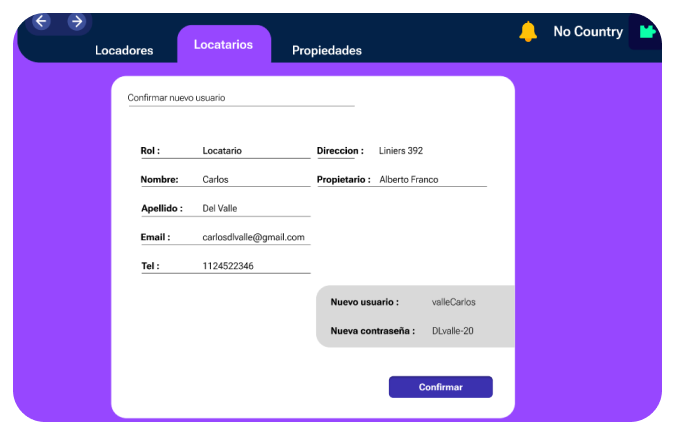 Locadores
Locatarios
Propiedades
No Country
Confirmar nuevo usuario
Rol : Locatario
Direccion : Liniers 392
Nombre: Carlos
Propietario : Alberto Franco
Apellido : Del Valle
Email : carlosdlvalle@gmail.com
Tel : 1124522346
Nuevo usuario : valleCarlos
Nueva contraseña : DLvalle-20
Confirmar